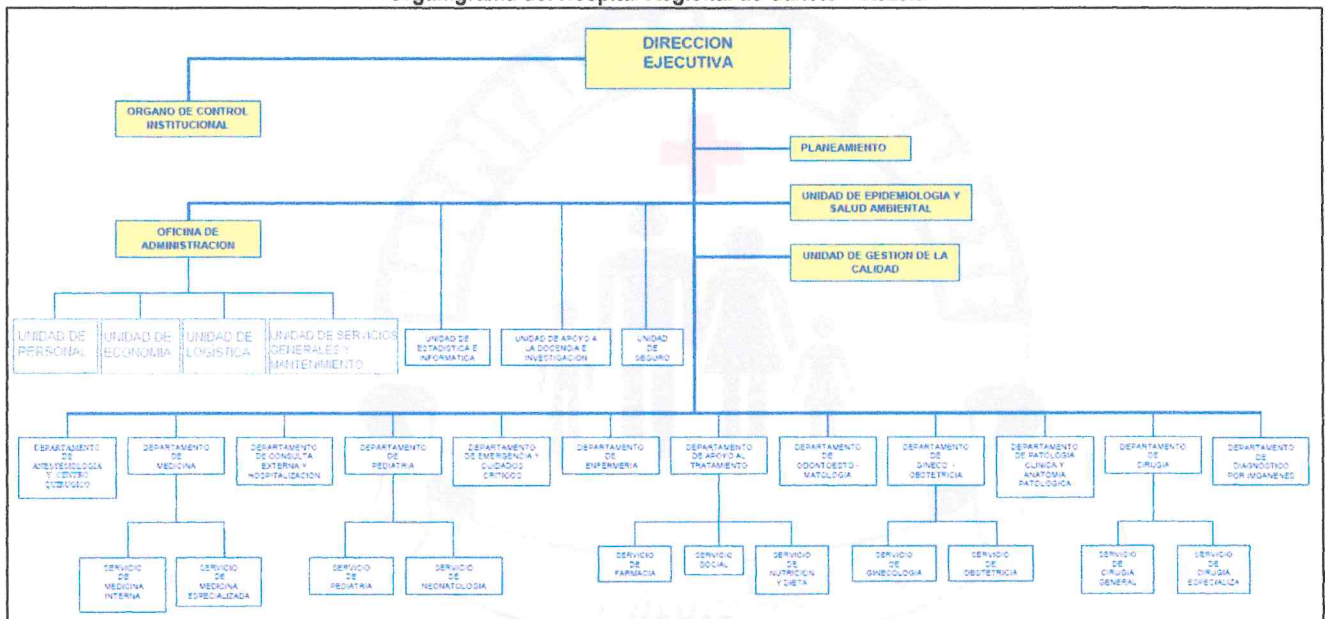 DIRECCION
EJECUTIVA
ORGANO DE CONTROL
INSTITUCIONAL
PLANEAMIENTO
UNIDAD DE EPIDEMIOLOGIA Y
SALUD AMBIENTAL
OFICINA DE
ADMINISTRACION
UNIDAD DE GESTION DE LA
CALIDAD
UNIDAD DE
PERSONAL
UNIDAD DE
ECONOMIA
UNIDAD DE
LOGISTICA
UNIDAD DE SERVICIOS
GENERALES Y
MANTENIMIENTO
UNIDAD DE
ESTADISTICA E
INFORMATICA
UNIDAD DE APOYO A
LA DOCENCIA E
INVESTIGACION
UNIDAD
DE
SEGURO
DEPARTAMENTO
DE
ANESTESIOLOGIA
Y CENTRO
QUIRURGICO
DEPARTAMENTO
DE
MEDICINA
DEPARTAMENTO
DE CONSULTA
EXTERNA Y
HOSPITALIZACION
DEPARTAMENTO
DE
PEDIATRIA
DEPARTAMENTO
DE EMERGENCIA Y
CUIDADOS
CRITICOS
DEPARTAMENTO
DE
ENFERMERIA
DEPARTAMENTO
DE APOYO AL
TRATAMIENTO
DEPARTAMENTO
DE
ODONTOESTO -
MATOLOGIA
DEPARTAMENTO
DE
GINECO -
OBSTETRICIA
DEPARTAMENTO
DE PATOLOGIA
CLINICA Y
ANATOMIA
PATOLOGICA
DEPARTAMENTO
DE
CIRUGIA
DEPARTAMENTO
DE
DIAGNOSTICO
POR IMGANENES
SERVICIO
DE
MEDICINA
INTERNA
SERVICIO
DE
MEDICINA
ESPECIALIZADA
SERVICIO
DE
PEDIATRIA
SERVICIO
DE
NEONATOLOGIA
SERVICIO
DE
FARMACIA
SERVICIO
SOCIAL
SERVICIO
DE
NUTRICION
Y DIETA
SERVICIO
DE
GINECOLOGIA
SERVICIO
DE
OBSTETRICIA
SERVICIO
DE
CIRUGIA
GENERAL
SERVICIO
DE
CIRUGIA
ESPECIALIZA